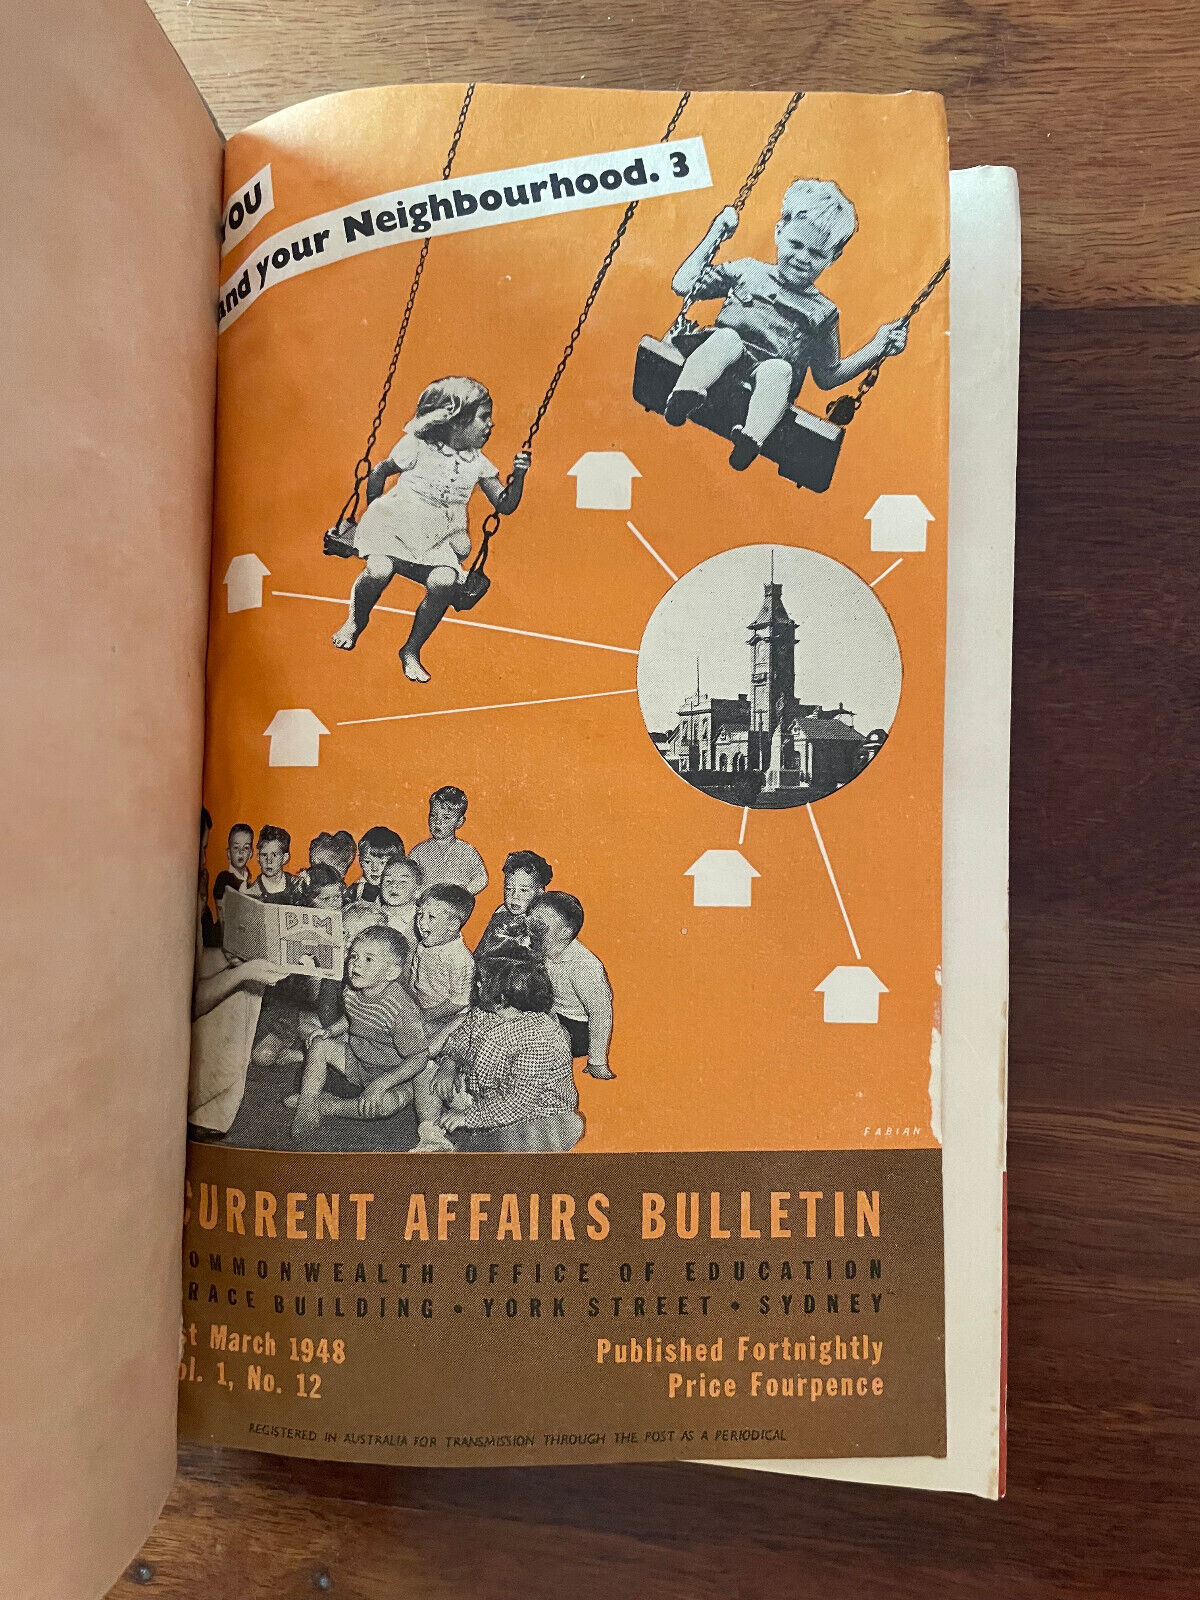 YOU
and your Neighbourhood. 3
BIM
FABIAN
CURRENT AFFAIRS BULLETIN
OMMONWEALTH OFFICE OF EDUCATION
RACE BUILDING • YORK STREET • SYDNEY
st March 1948
ol. 1, No. 12
Published Fortnightly
Price Fourpence
REGISTERED IN AUSTRALIA FOR TRANSMISSION THROUGH THE POST AS A PERIODICAL